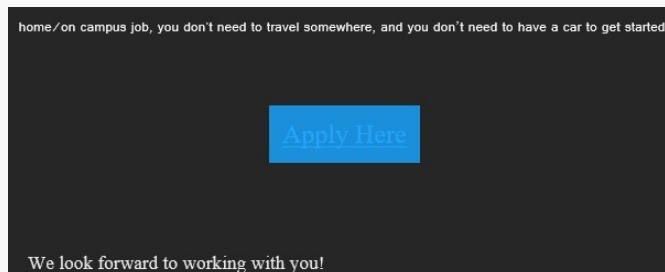 home/on campus job, you don't need to travel somewhere, and you don't need to have a car to get started
Apply Here
We look forward to working with you!